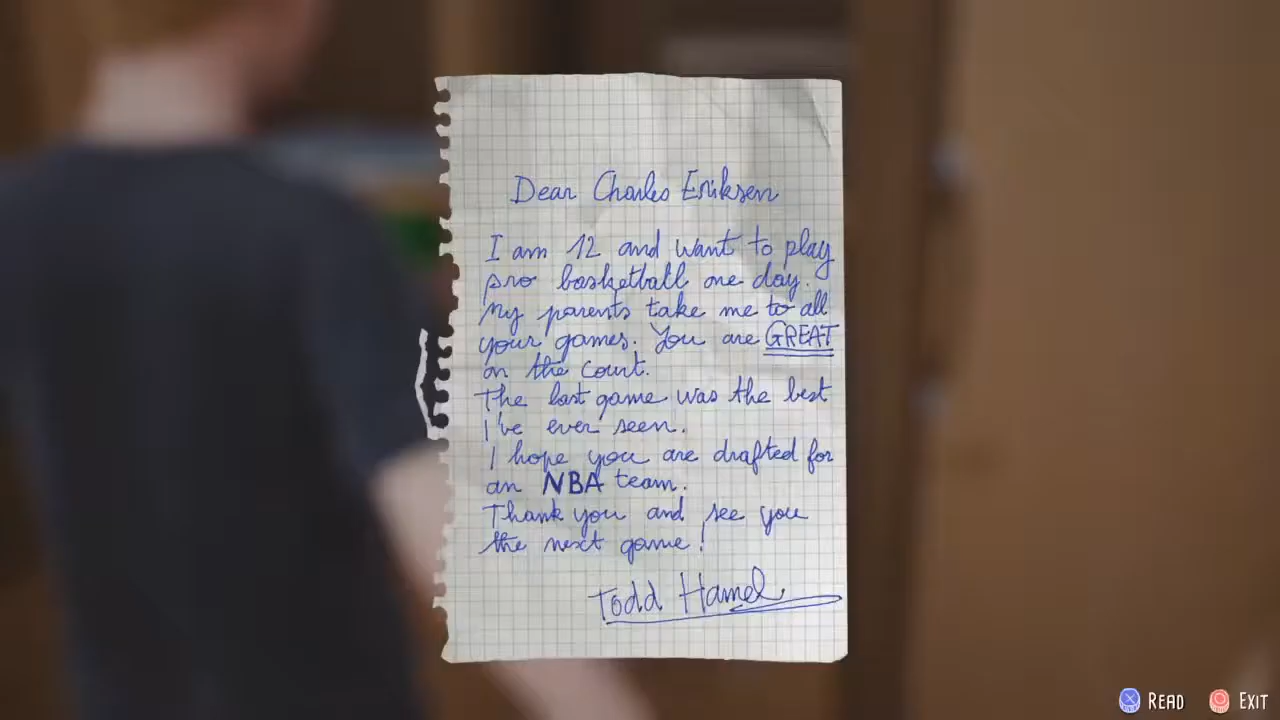 Dear Charles Eriksen
I am 12 and want to play
pro basketball one day.
My parents take me to all
your games. You are GREAT
on the court.
The last game was the best
I've ever seen.
I hope you are drafted for
an NBA team.
Thank you and see you
the next game!
Todd Hamel
READ
EXIT